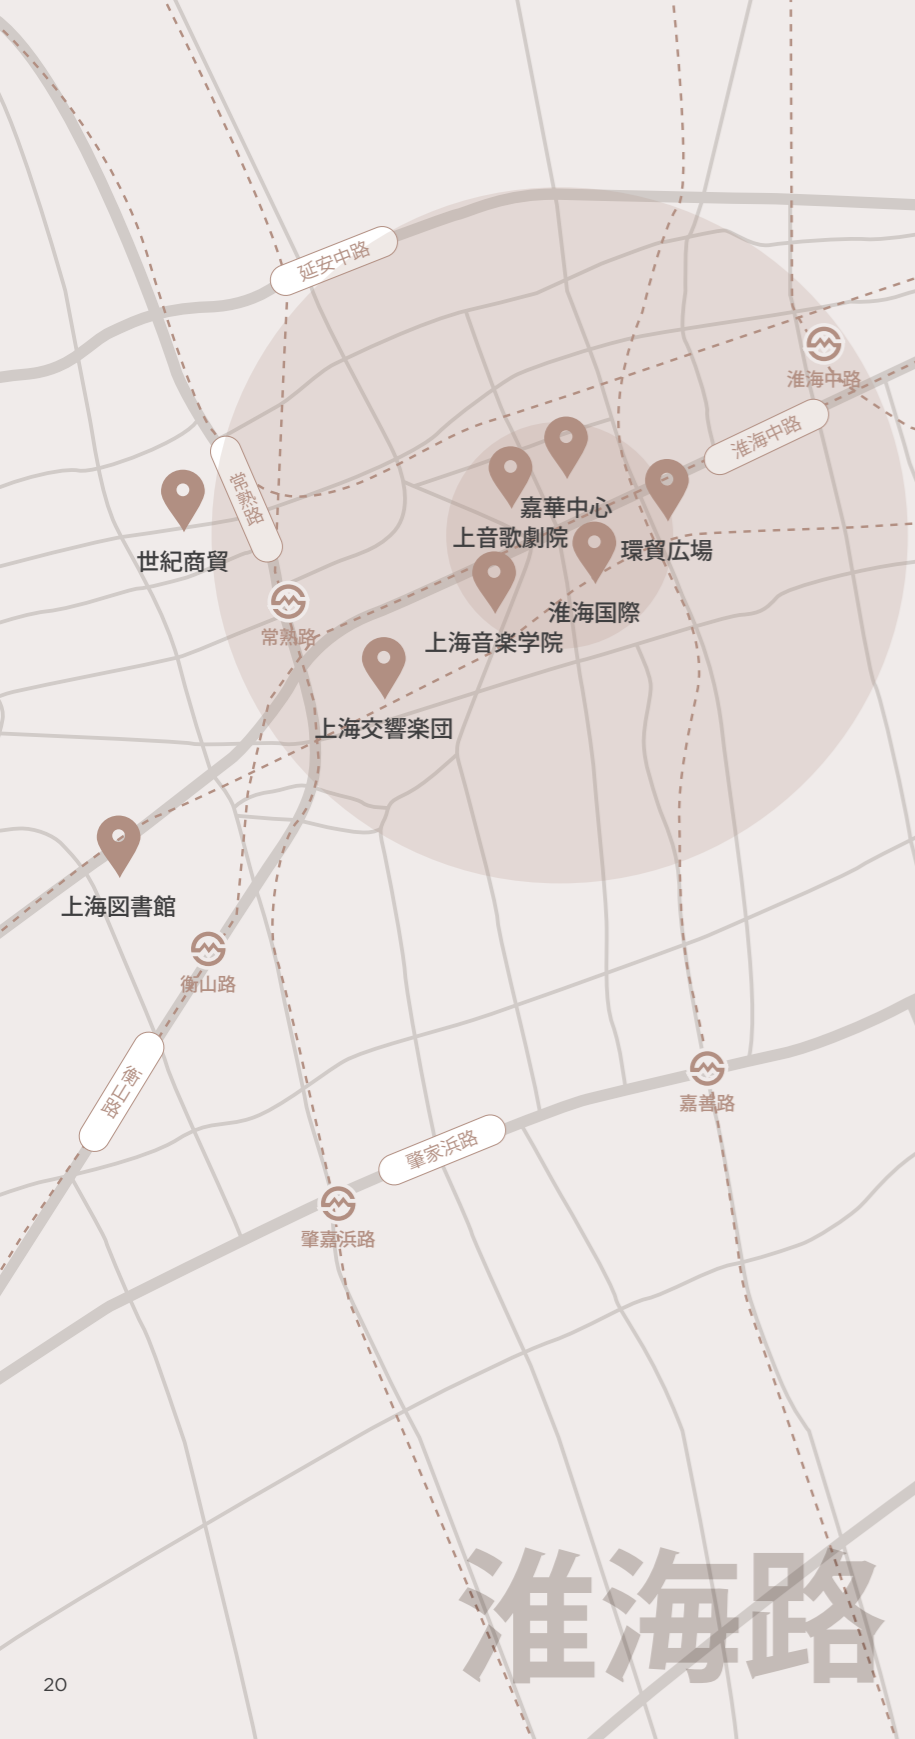 延安中路
淮海中路
淮海中路
常熟路
嘉華中心
上音歌劇院
環貿広場
世紀商貿
淮海国際
常熟路
上海音楽学院
上海交響楽団
上海図書館
衡山路
衡山路
嘉善路
肇家浜路
肇嘉浜路
淮海路
20